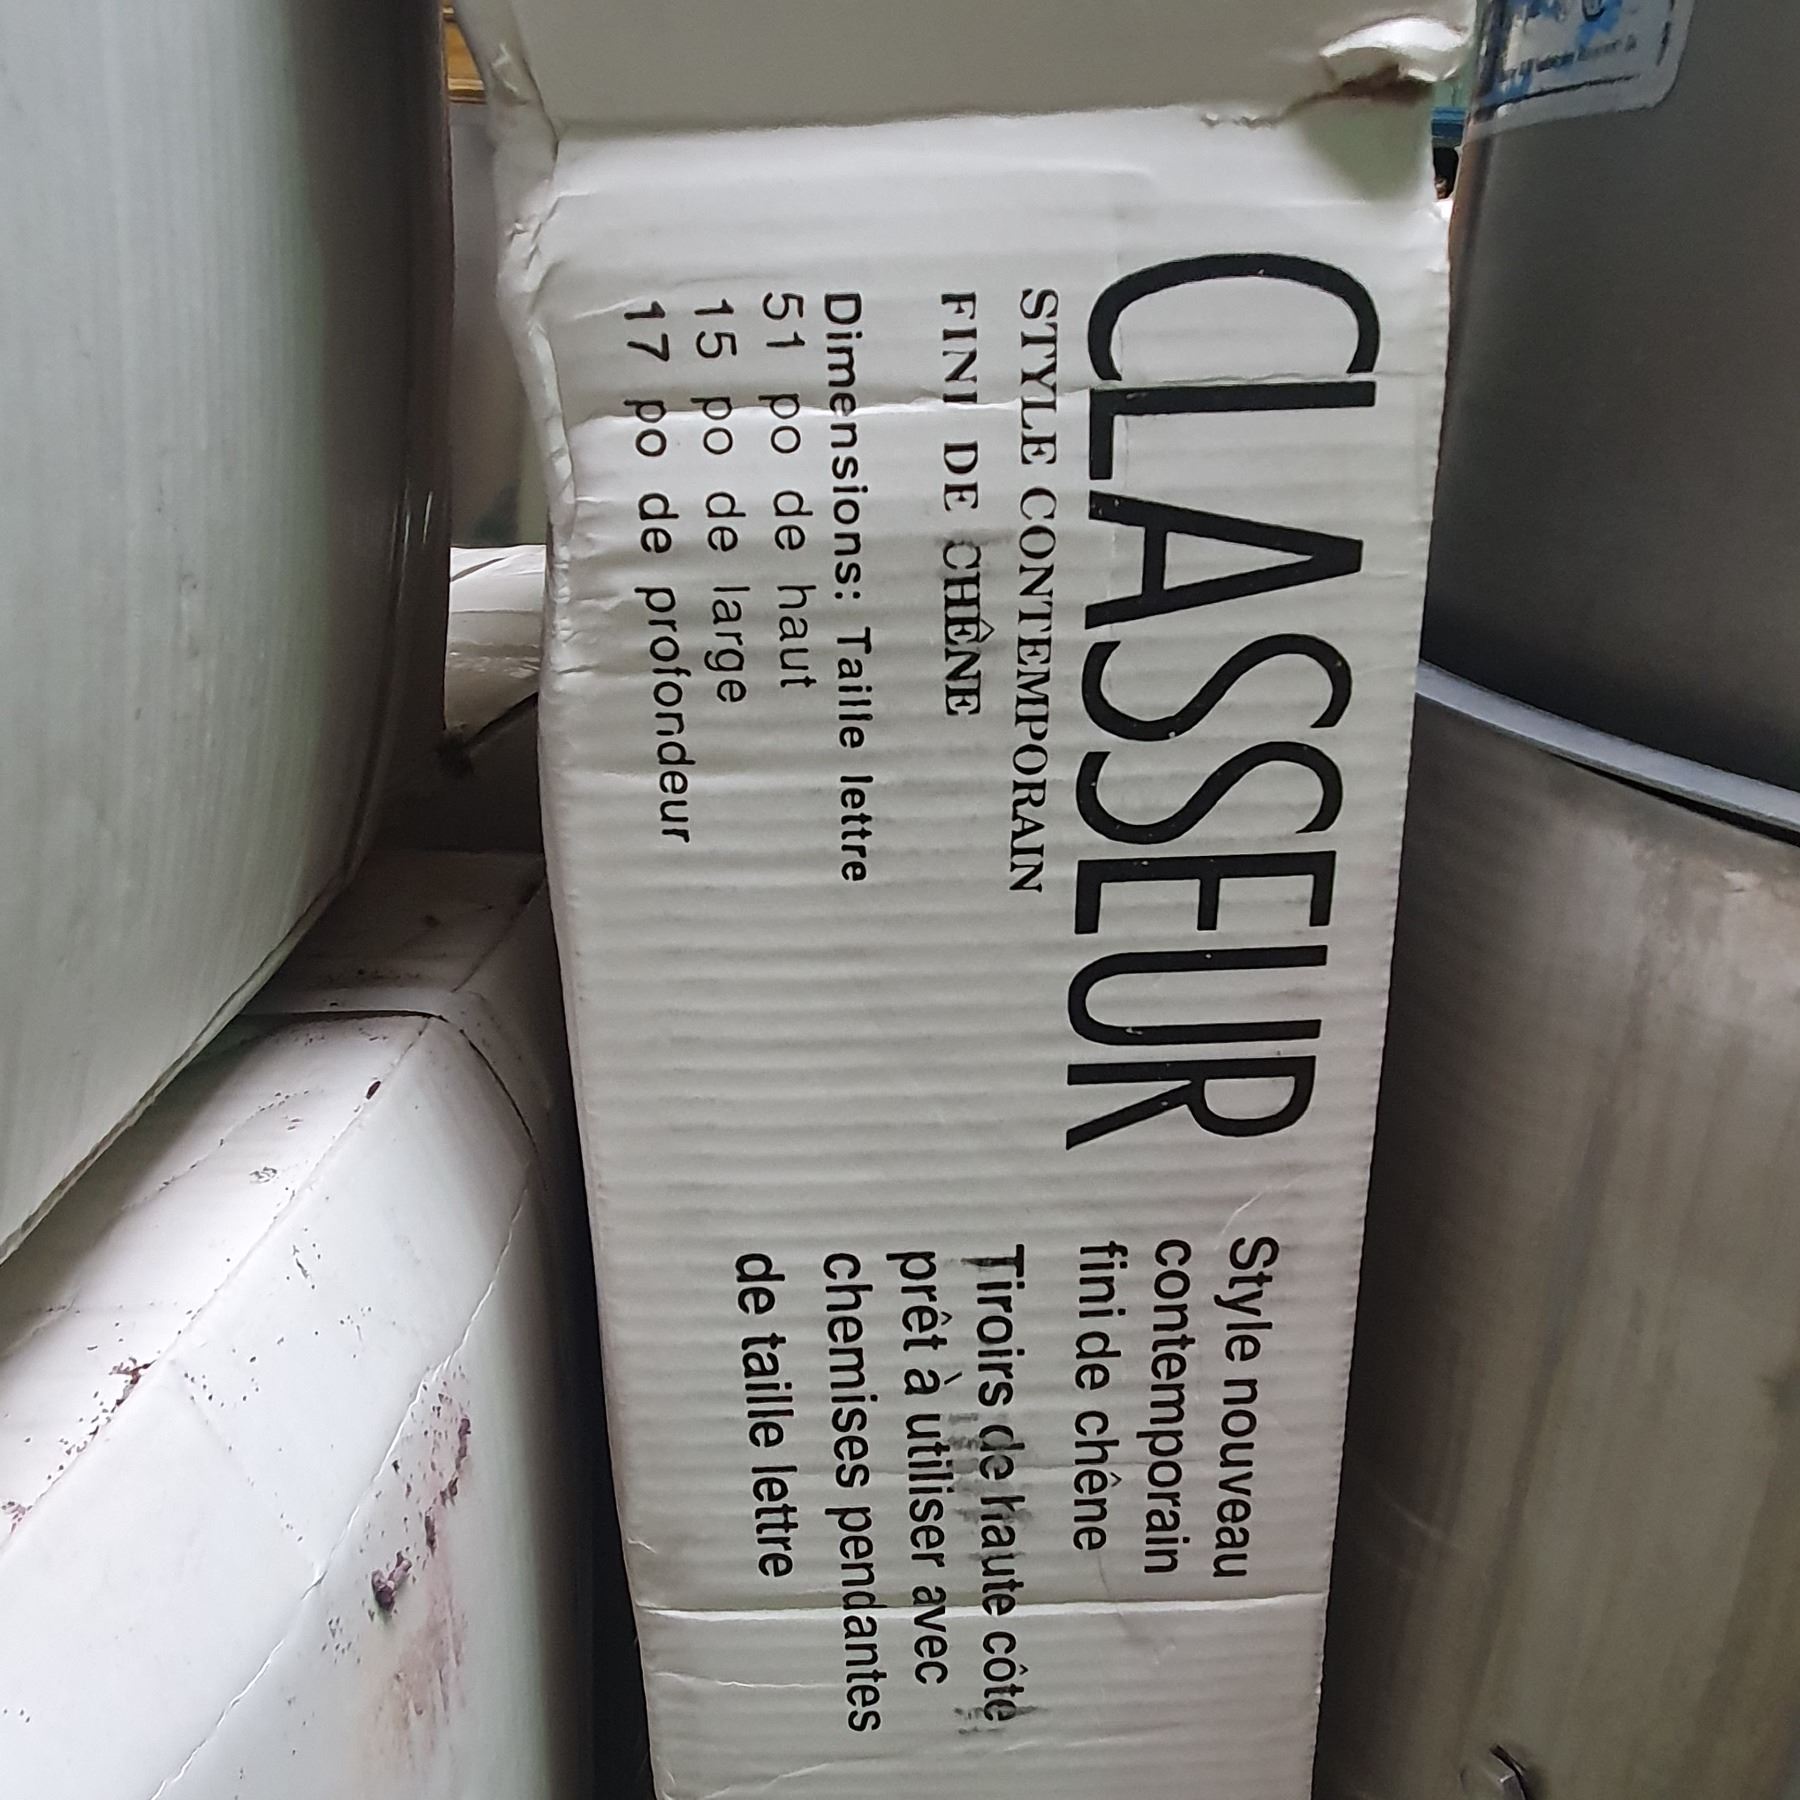 CLASSEUR
STYLE CONTEMPORAIN
FINI DE CHÊNE
Dimensions: Taille lettre
51 po de haut
15 po de large
17 po de profondeur
Style nouveau
contemporain
fini de chêne
Tiroirs de haute côté
prêt à utiliser avec
chemises pendantes
de taille lettre